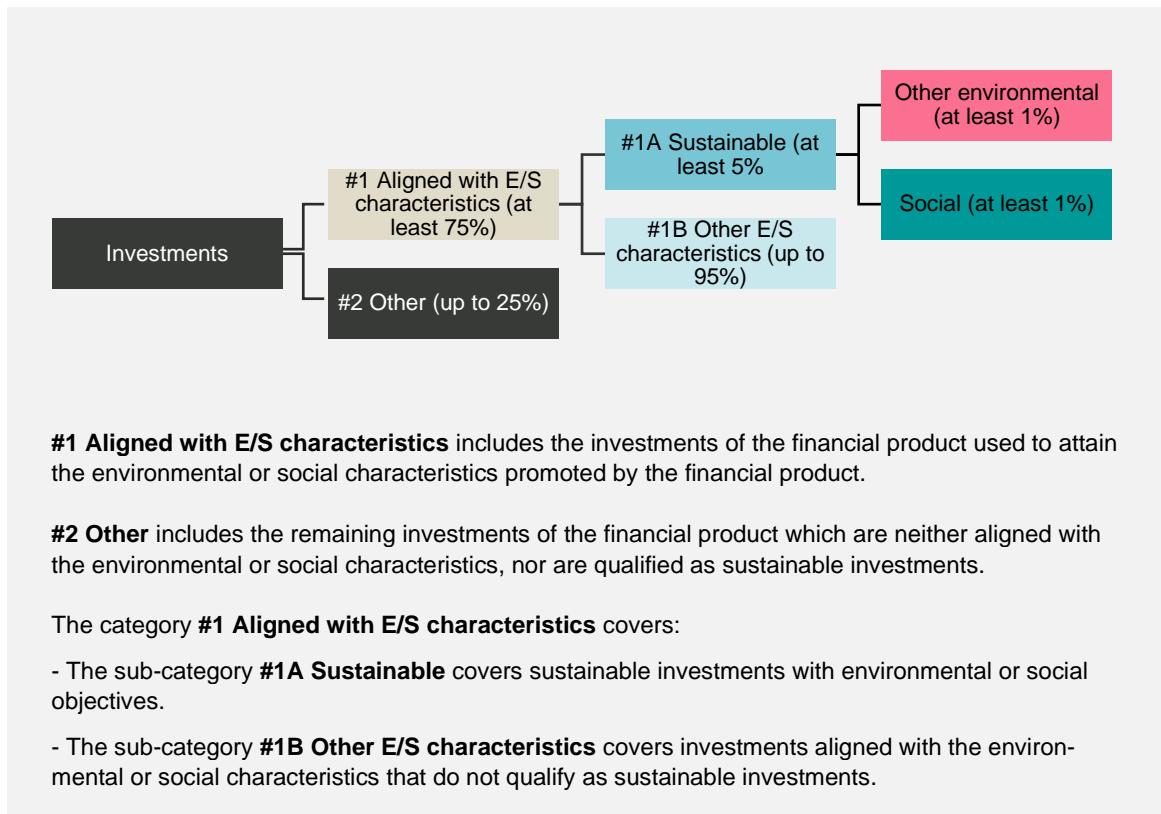 Investments
#1 Aligned with E/S
characteristics (at
least 75%)
#2 Other (up to 25%)
#1A Sustainable (at
least 5%
#1B Other E/S
characteristics (up to
95%)
Other environmental
(at least 1%)
Social (at least 1%)
#1 Aligned with E/S characteristics includes the investments of the financial product used to attain
the environmental or social characteristics promoted by the financial product.
#2 Other includes the remaining investments of the financial product which are neither aligned with
the environmental or social characteristics, nor are qualified as sustainable investments.
The category #1 Aligned with E/S characteristics covers:
- The sub-category #1A Sustainable covers sustainable investments with environmental or social
objectives.
- The sub-category #1B Other E/S characteristics covers investments aligned with the environ-
mental or social characteristics that do not qualify as sustainable investments.